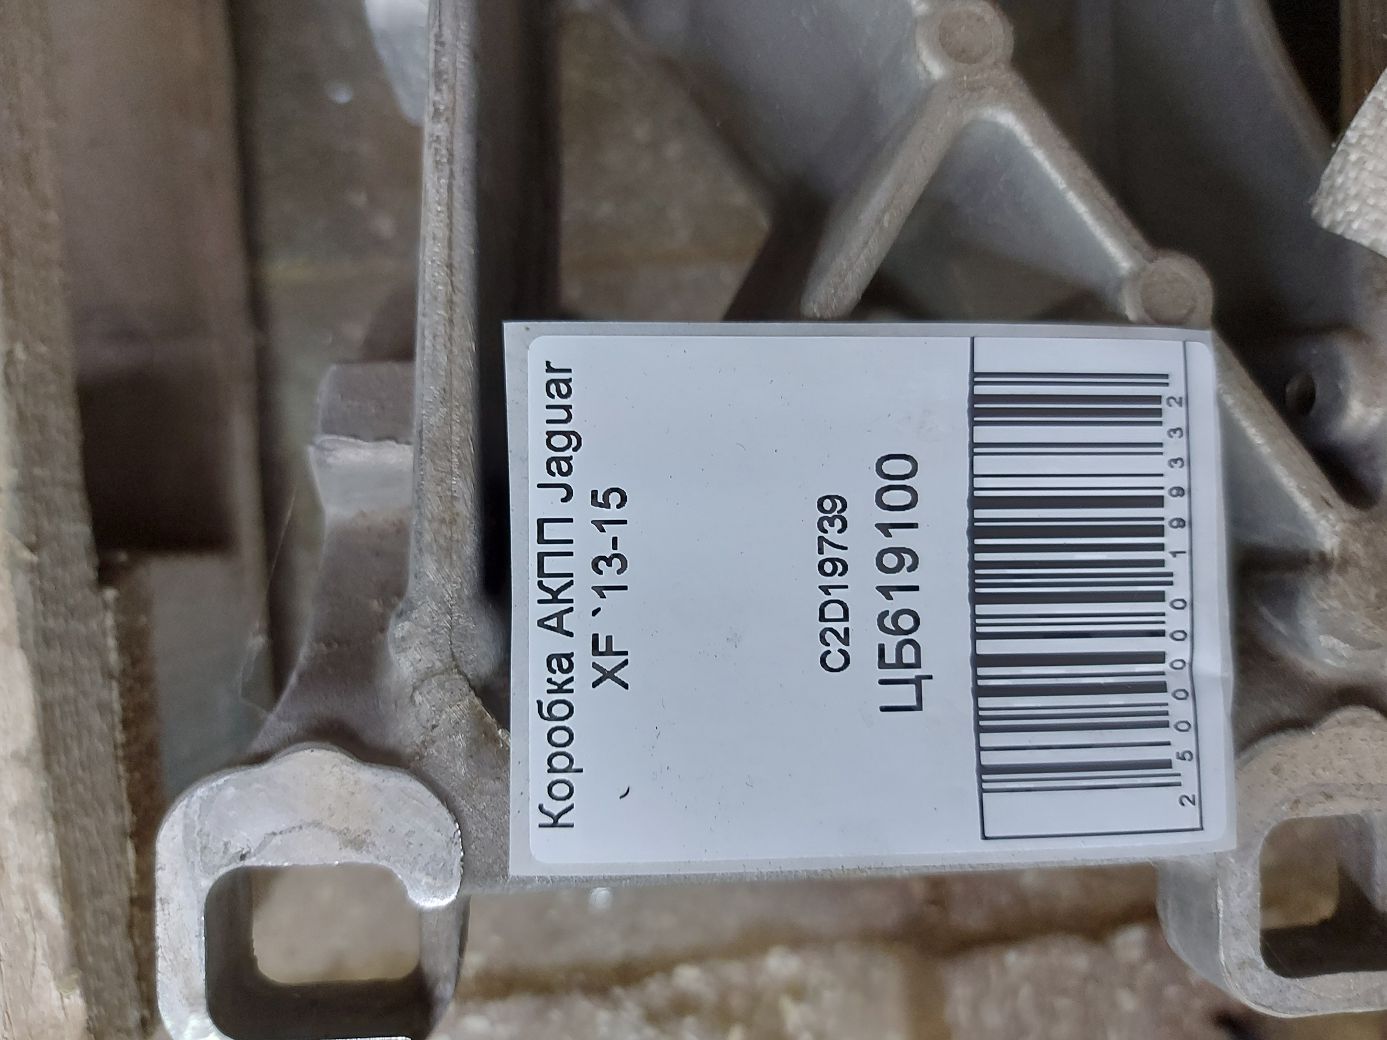 Коробка АКПП Jaguar
XF `13-15
C2D19739
ЦБ619100
2500000199332